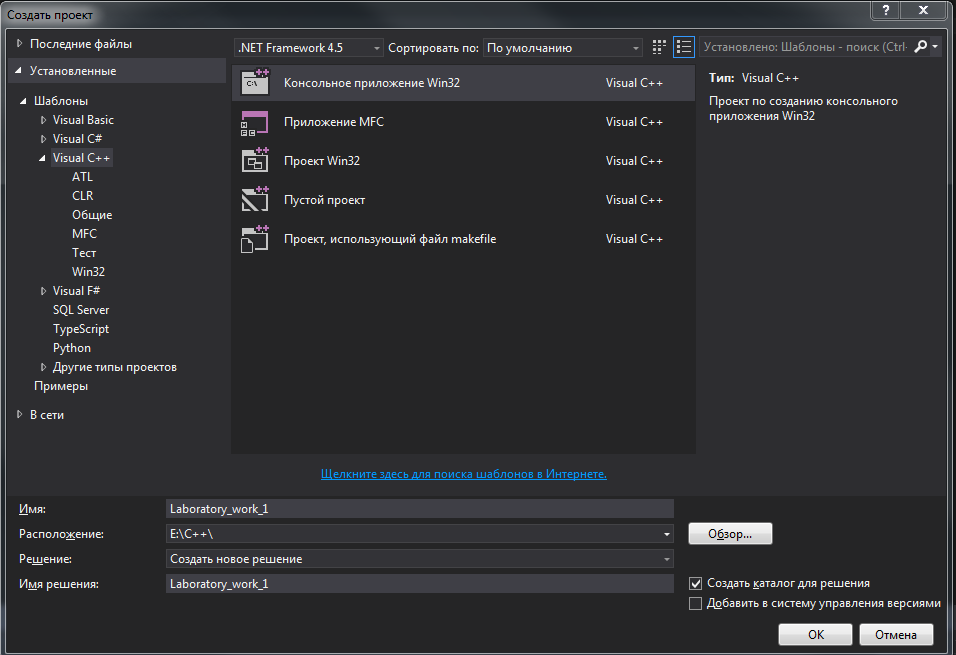 Создать проект
?
Последние файлы
.NET Framework 4.5
Сортировать по:
По умолчанию
Установлено: Шаблоны - поиск (Ctrl-
Установленные
Шаблоны
Visual Basic
Visual C#
Visual C++
ATL
CLR
Общие
MFC
Тест
Win32
Visual F#
SQL Server
TypeScript
Python
Другие типы проектов
Примеры
В сети
C:\
Консольное приложение Win32 Visual C++
Приложение MFC Visual C++
Проект Win32 Visual C++
Пустой проект Visual C++
Проект, использующий файл makefile Visual C++
Тип: Visual C++
Проект по созданию консольного
приложения Win32
Щелкните здесь для поиска шаблонов в Интернете.
Имя: Laboratory_work_1
Расположение: E:\C++\
Обзор...
Решение: Создать новое решение
Имя решения: Laboratory_work_1
Создать каталог для решения
Добавить в систему управления версиями
ОК
Отмена